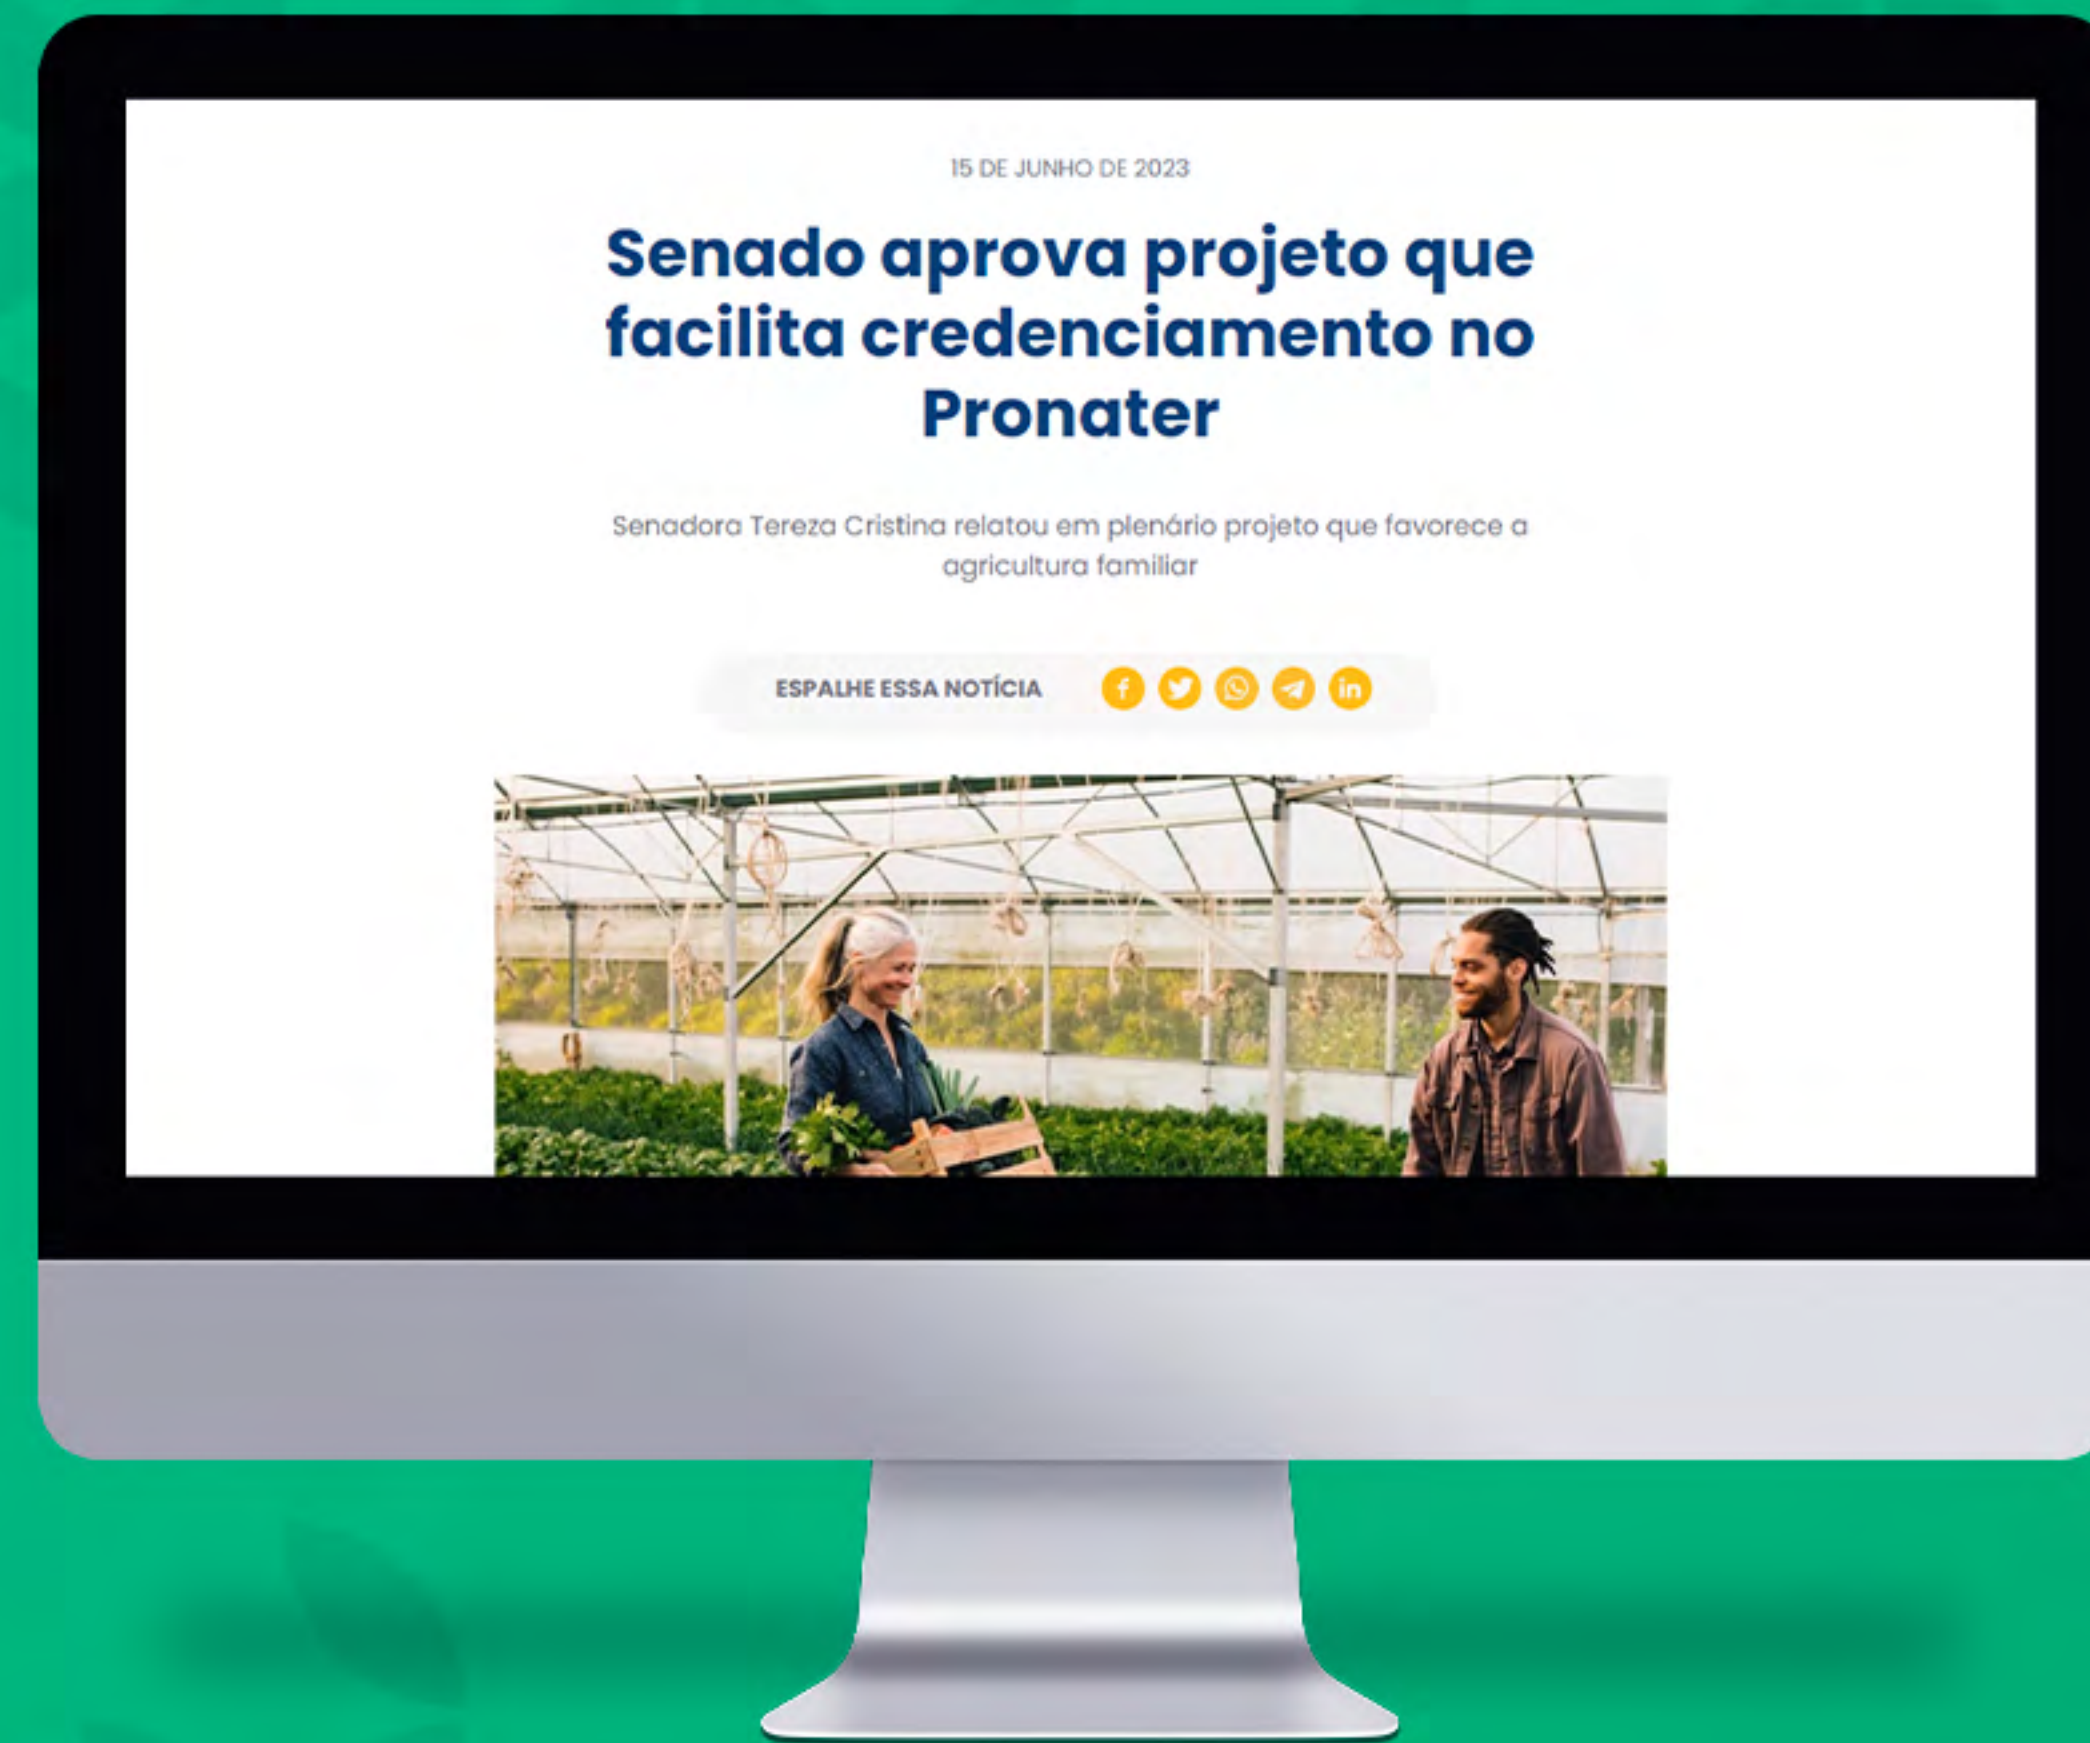 15 DE JUNHO DE 2023
Senado aprova projeto que
facilita credenciamento no
Pronater
Senadora Tereza Cristina relatou em plenário projeto que favorece a
agricultura familiar
ESPALHE ESSA NOTÍCIA